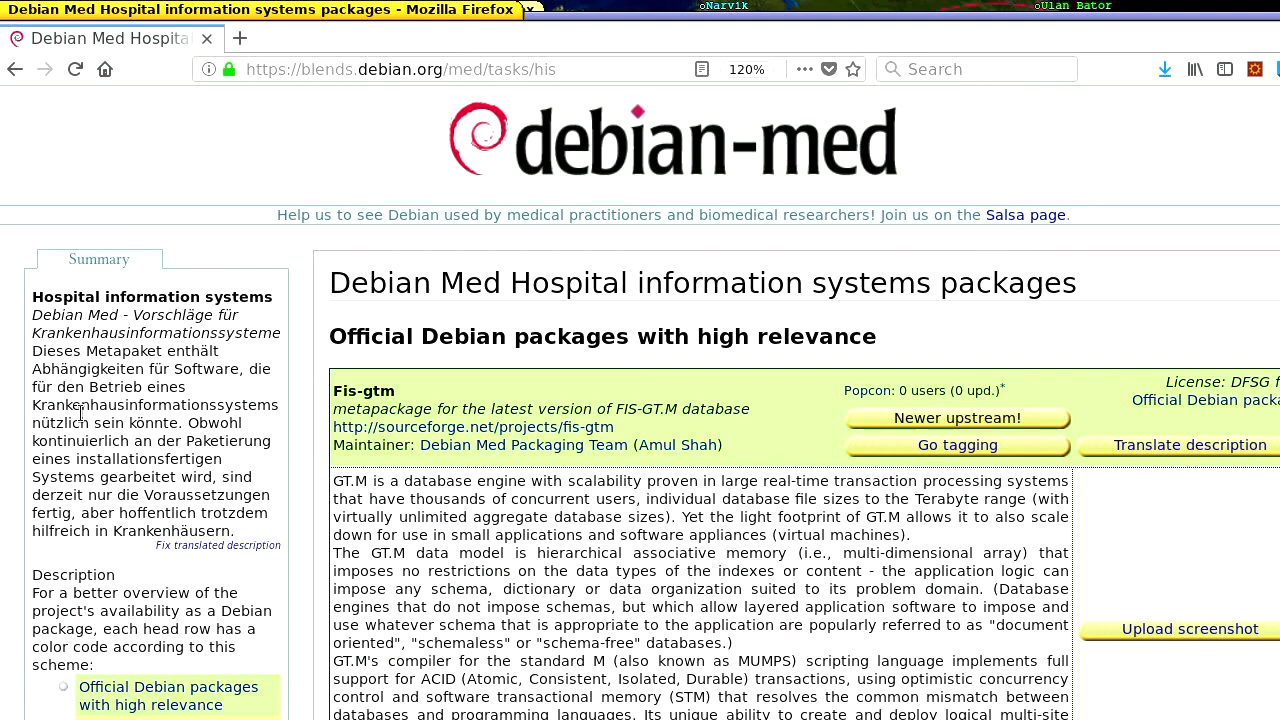 Narvik
Ulan Bator
Debian Med Hospital information systems packages - Mozilla Firefox
x
Debian Med Hospita
https://blends.debian.org/med/tasks/his
120%
Search
debian-med
Help us to see Debian used by medical practitioners and biomedical researchers! Join us on the Salsa page.
Summary
Hospital information systems
Debian Med - Vorschläge für
Krankenhausinformationssysteme
Dieses Metapaket enthält
Abhängigkeiten für Software, die
für den Betrieb eines
Krankenhausinformationssystems
nützlich sein könnte. Obwohl
kontinuierlich an der Paketierung
eines installationsfertigen
Systems gearbeitet wird, sind
derzeit nur die Voraussetzungen
fertig, aber hoffentlich trotzdem
hilfreich in Krankenhäusern.
Fix translated description
Description
For a better overview of the
project's availability as a Debian
package, each head row has a
color code according to this
scheme:
Official Debian packages
with high relevance
Debian Med Hospital information systems packages
Official Debian packages with high relevance
Fis-gtm
metapackage for the latest version of FIS-GT.M database
http://sourceforge.net/projects/fis-gtm
Maintainer: Debian Med Packaging Team (Amul Shah)
Popcon: 0 users (0 upd.)*
Newer upstream!
Go tagging
License: DFSG f
Official Debian packa
Translate description
GT.M is a database engine with scalability proven in large real-time transaction processing systems
that have thousands of concurrent users, individual database file sizes to the Terabyte range (with
virtually unlimited aggregate database sizes). Yet the light footprint of GT.M allows it to also scale
down for use in small applications and software appliances (virtual machines).
The GT.M data model is hierarchical associative memory (i.e., multi-dimensional array) that
imposes no restrictions on the data types of the indexes or content - the application logic can
impose any schema, dictionary or data organization suited to its problem domain. (Database
engines that do not impose schemas, but which allow layered application software to impose and
use whatever schema that is appropriate to the application are popularly referred to as "document
oriented", "schemaless" or "schema-free" databases.)
GT.M's compiler for the standard M (also known as MUMPS) scripting language implements full
support for ACID (Atomic, Consistent, Isolated, Durable) transactions, using optimistic concurrency
control and software transactional memory (STM) that resolves the common mismatch between
databases and programming languages. Its unique ability to create and deploy logical multi-site
Upload screenshot